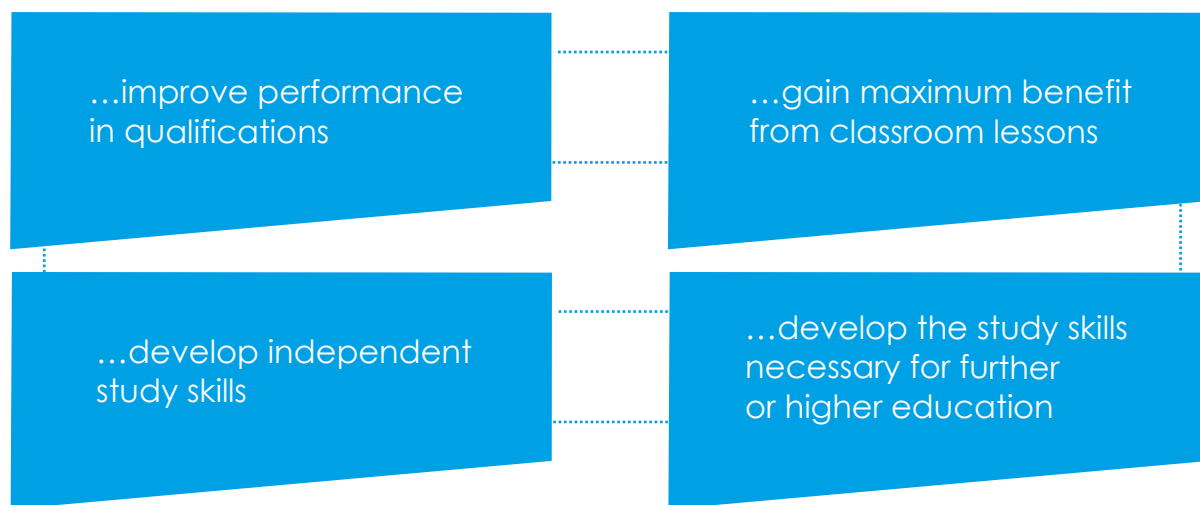 …improve performance
in qualifications
…gain maximum benefit
from classroom lessons
…develop independent
study skills
…develop the study skills
necessary for further
or higher education